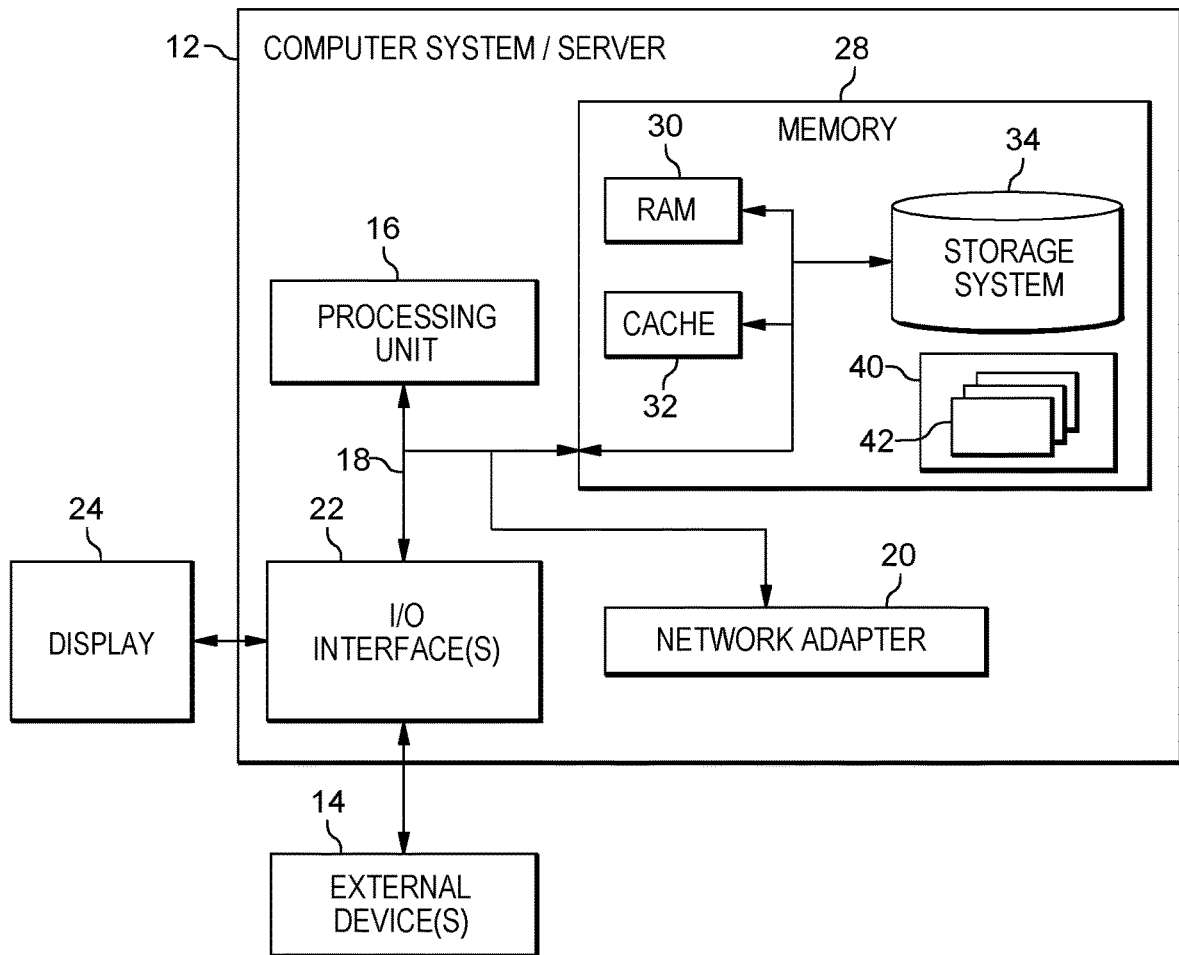 12
COMPUTER SYSTEM / SERVER
28
MEMORY
30
RAM
34
STORAGE
SYSTEM
16
PROCESSING
UNIT
CACHE
32
40
42
18
24
DISPLAY
22
I/O
INTERFACE(S)
20
NETWORK ADAPTER
14
EXTERNAL
DEVICE(S)